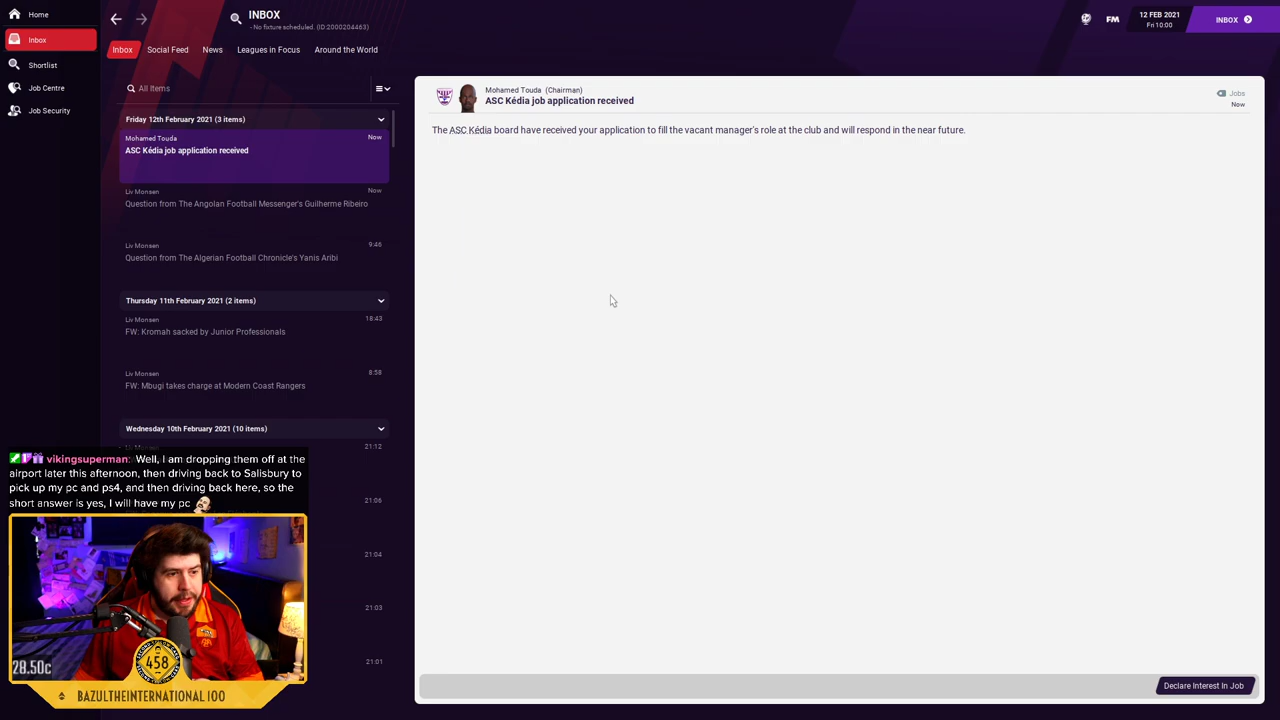 Home
Inbox
Shortlist
Job Centre
Job Security
INBOX
- No fixture scheduled. (ID:2000204463)
FM
12 FEB 2021
Fri 10:00
INBOX
Inbox
Social Feed
News
Leagues in Focus
Around the World
All Items
Friday 12th February 2021 (3 items)
Mohamed Touda
Now
ASC Kédia job application received
Liv Monsen
Now
Question from The Angolan Football Messenger's Guilherme Ribeiro
Liv Monsen
9:46
Question from The Algerian Football Chronicle's Yanis Aribi
Thursday 11th February 2021 (2 items)
Liv Monsen
18:43
FW: Kromah sacked by Junior Professionals
Liv Monsen
8:58
FW: Mbugi takes charge at Modern Coast Rangers
Wednesday 10th February 2021 (10 items)
Liv Monsen
21:12
21:06
21:04
21:03
21:01
Mohamed Touda (Chairman)
ASC Kédia job application received
Jobs
Now
The ASC Kédia board have received your application to fill the vacant manager's role at the club and will respond in the near future.
Declare Interest In Job
vikingsuperman: Well, I am dropping them off at the
airport later this afternoon, then driving back to Salisbury to
pick up my pc and ps4, and then driving back here, so the
short answer is yes, I will have my pc
28.50c
458
BAZULTHEINTERNATIONAL 100